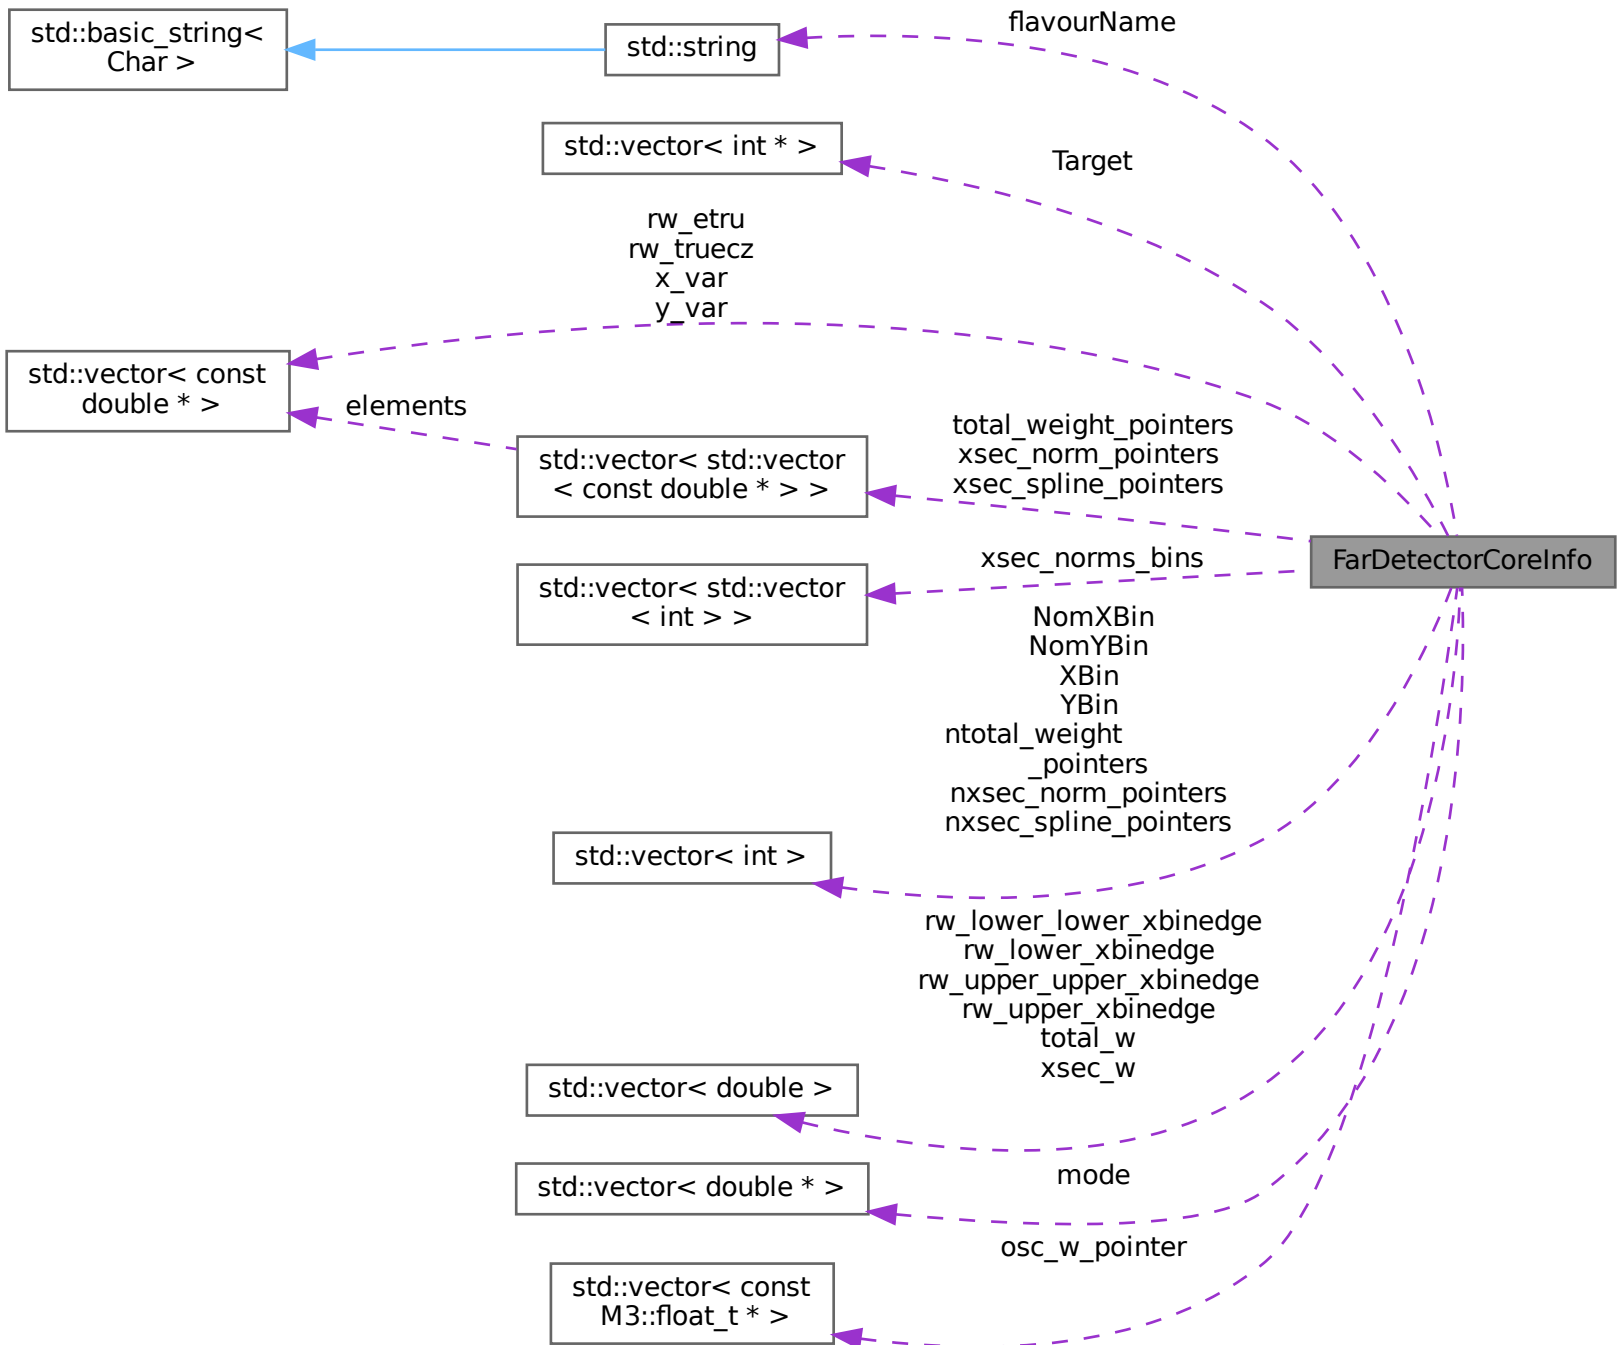 std::basic_string<
Char >
std::string
flavourName
std::vector< int * >
Target
rw_etru
rw_truecz
x_var
y_var
std::vector< const
double * >
elements
std::vector< std::vector
< const double * > >
total_weight_pointers
xsec_norm_pointers
xsec_spline_pointers
FarDetectorCoreInfo
std::vector< std::vector
< int > >
xsec_norms_bins
NomXBin
NomYBin
XBin
YBin
ntotal_weight
_pointers
nxsec_norm_pointers
nxsec_spline_pointers
std::vector< int >
rw_lower_lower_xbinedge
rw_lower_xbinedge
rw_upper_upper_xbinedge
rw_upper_xbinedge
total_w
xsec_w
std::vector< double >
mode
std::vector< double * >
osc_w_pointer
std::vector< const
M3::float_t * >